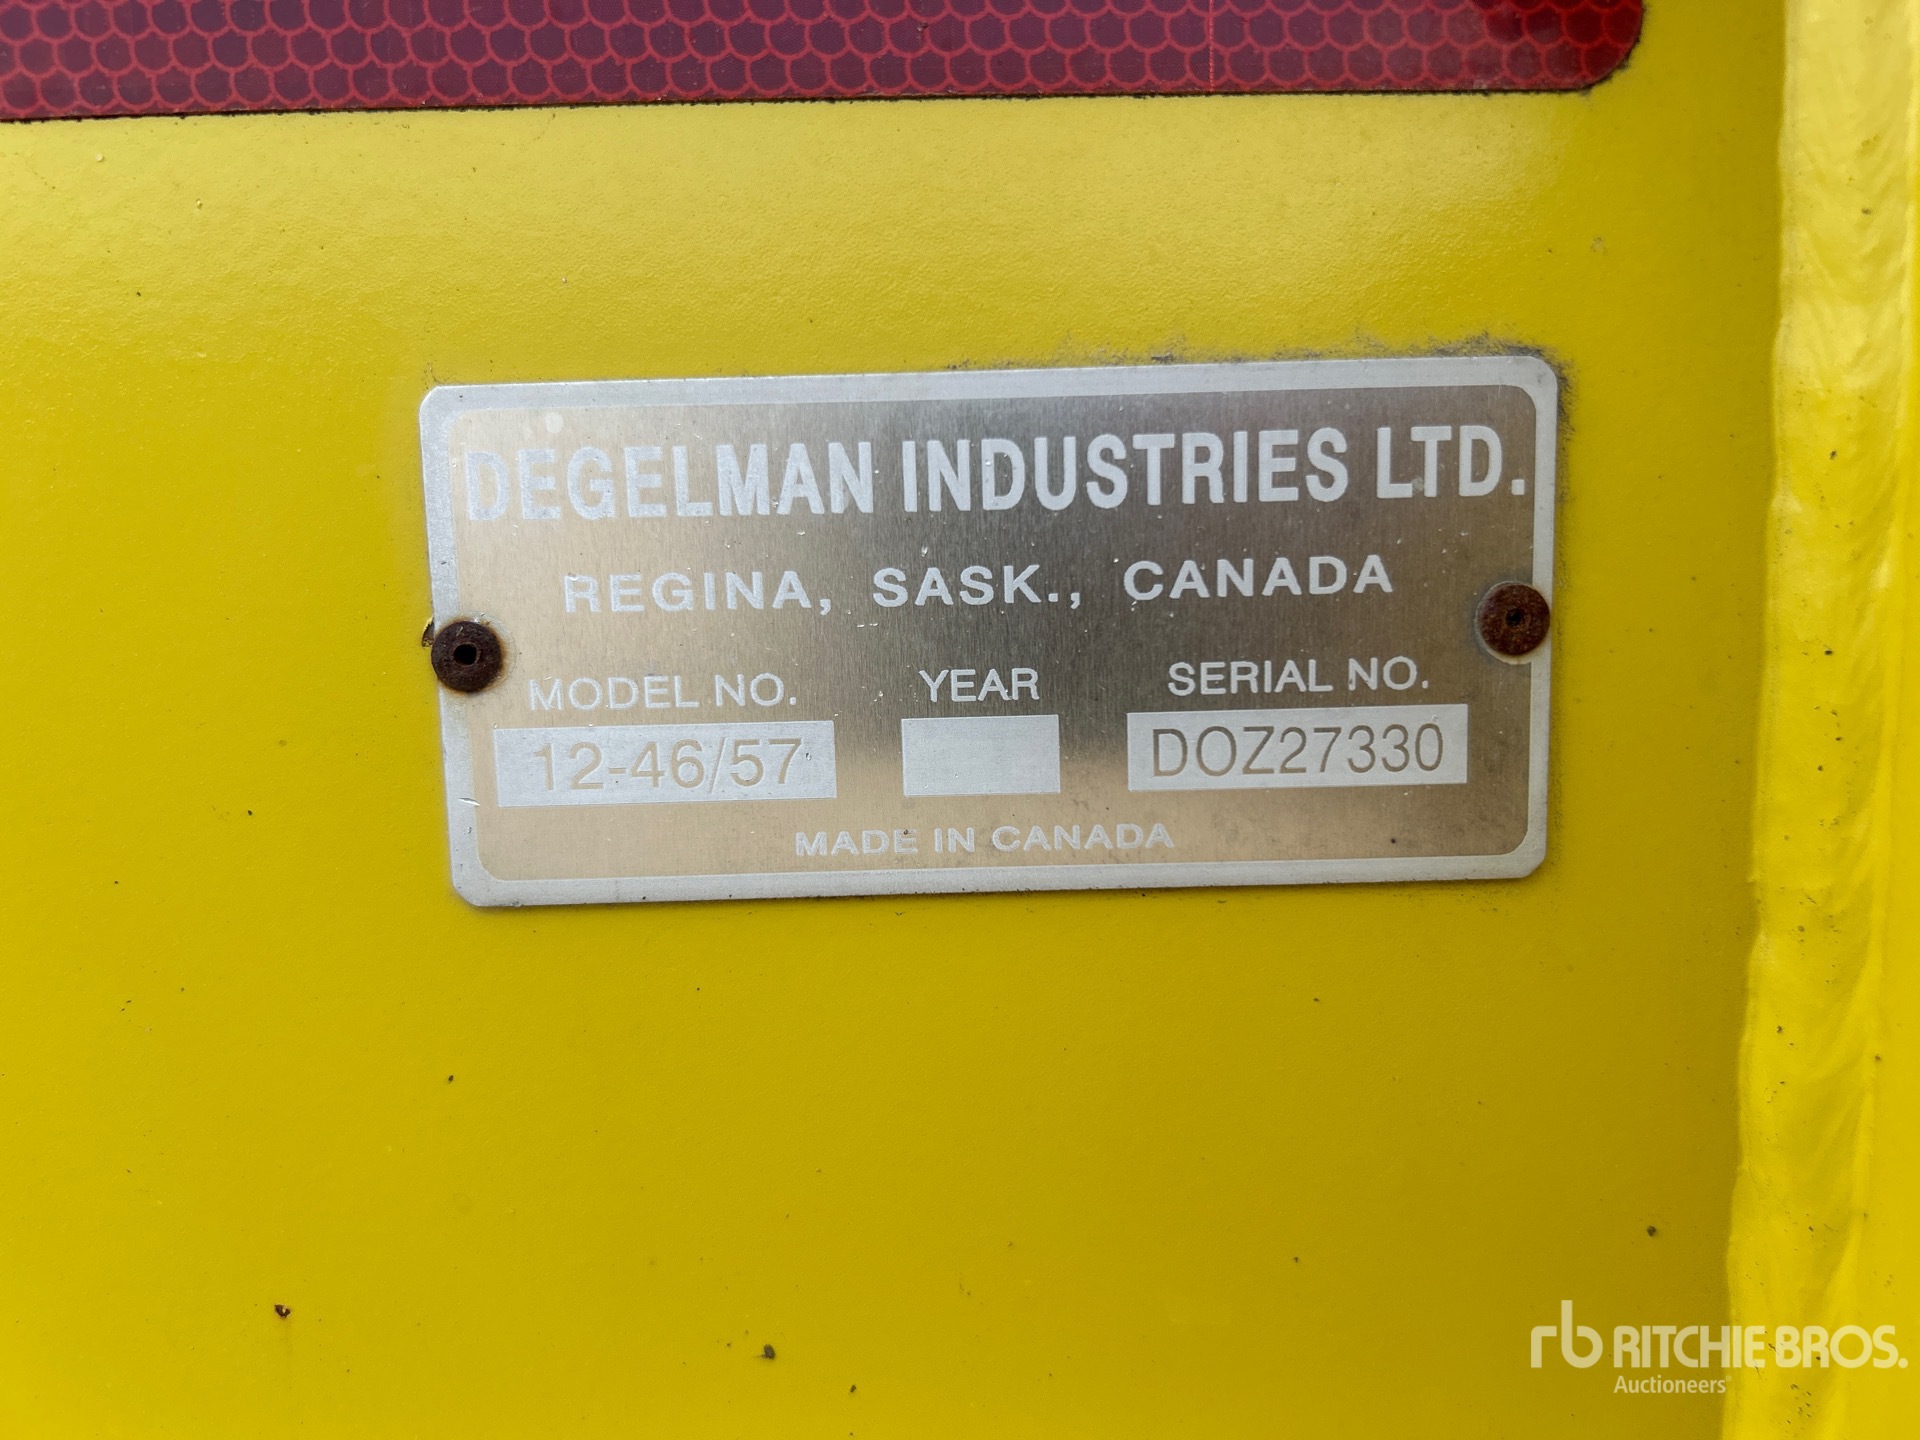 DEGELMAN INDUSTRIES LTD.
REGINA, SASK., CANADA
MODEL NO. YEAR SERIAL NO.
12-46/57 DOZ27330
MADE IN CANADA
rb RITCHIE BROS.
Auctioneers